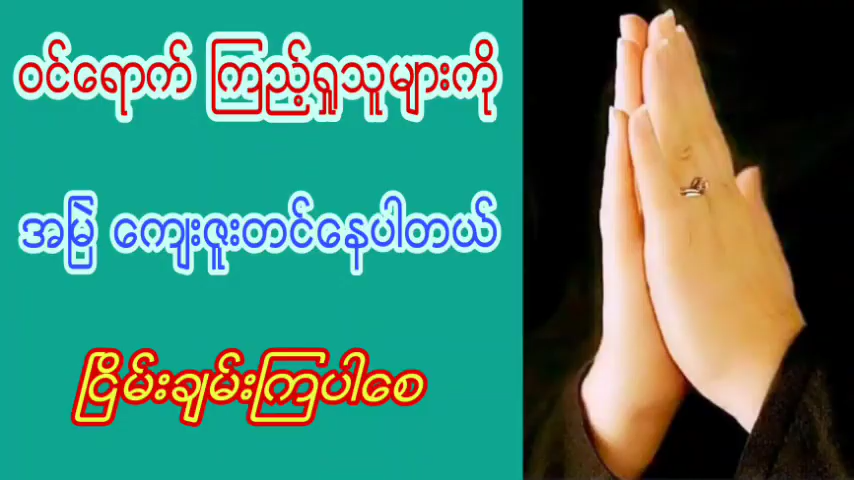 ဝင်ရောက် ကြည့်ရှုသူများကို
အမြဲ ကျေးဇူးတင်နေပါတယ်
ငြိမ်းချမ်းကြပါစေ